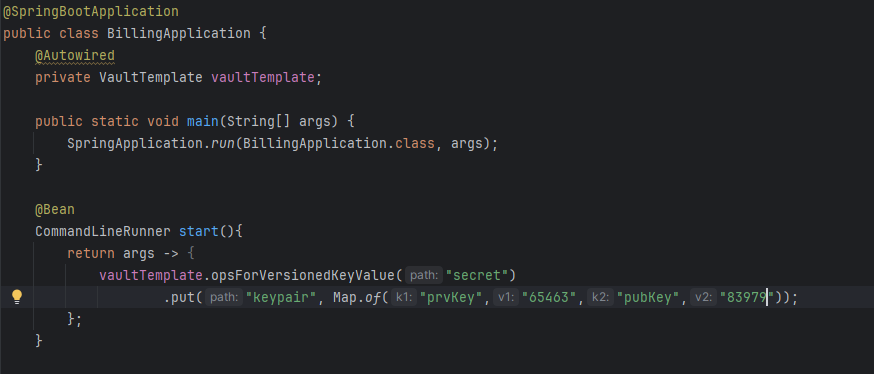 @SpringBootApplication
public class BillingApplication {
    @Autowired
    private VaultTemplate vaultTemplate;

    public static void main(String[] args) {
        SpringApplication.run(BillingApplication.class, args);
    }

    @Bean
    CommandLineRunner start(){
        return args -> {
            vaultTemplate.opsForVersionedKeyValue( path: "secret")
                    .put( path: "keypair", Map.of( k1: "prvKey", v1: "65463", k2: "pubKey", v2: "83979"));
        };
    }